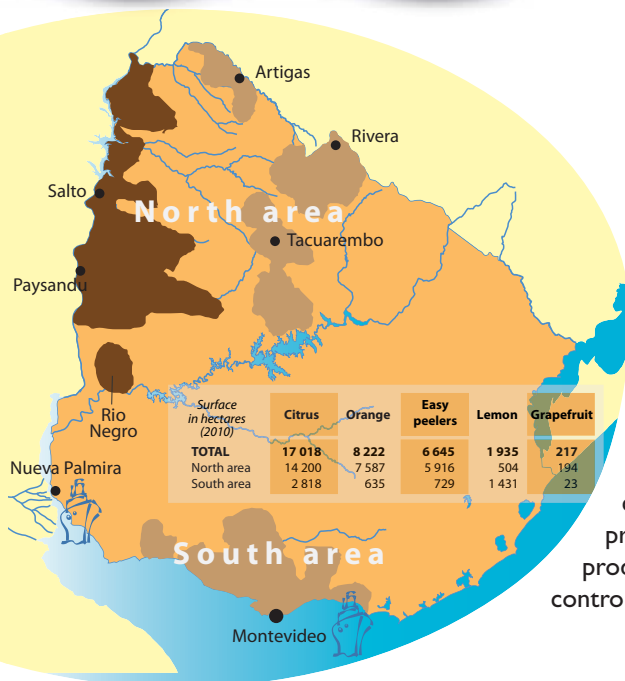 Artigas
Rivera
Salto
North area
Tacuarembo
Paysandu
Rio
Negro
Surface
in hectares
(2010)
Citrus
Orange
Easy
peelers
Lemon
Grapefruit
TOTAL 17 018 8 222 6 645 1 935 217
North area 14 200 7 587 5 916 504 194
South area 2 818 635 729 1 431 23
Nueva Palmira
South area
Montevideo
contro